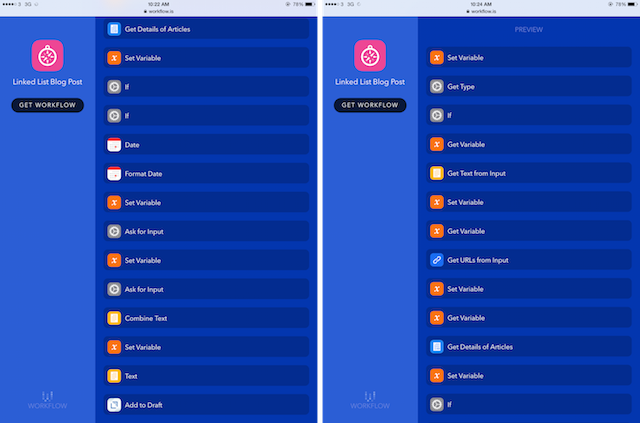 3 3G
10:22 AM
78%
workflow.is
Linked List Blog Post
GET WORKFLOW
Get Details of Articles
Set Variable
If
If
Date
Format Date
Set Variable
Ask for Input
Set Variable
Ask for Input
Combine Text
Set Variable
Text
Add to Draft
WORKFLOW
3 3G
10:24 AM
76%
workflow.is
PREVIEW
Linked List Blog Post
GET WORKFLOW
Set Variable
Get Type
If
Get Variable
Get Text from Input
Set Variable
Get Variable
Get URLs from Input
Set Variable
Get Variable
Get Details of Articles
Set Variable
If
WORKFLOW